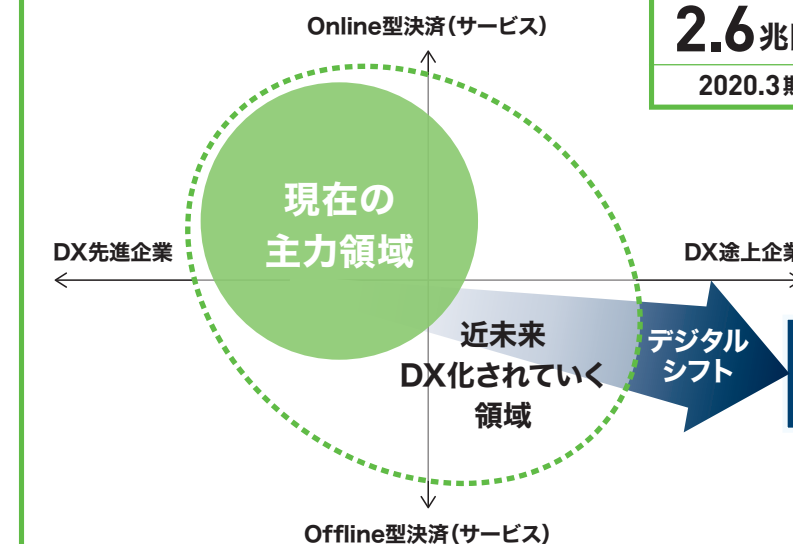 Online型決済（サービス）
2.6兆
2020.3期
現在の
主力領域
DX先進企業
DX途上企業
近未来
DX化されていく
領域
デジタル
シフト
Offline型決済（サービス）